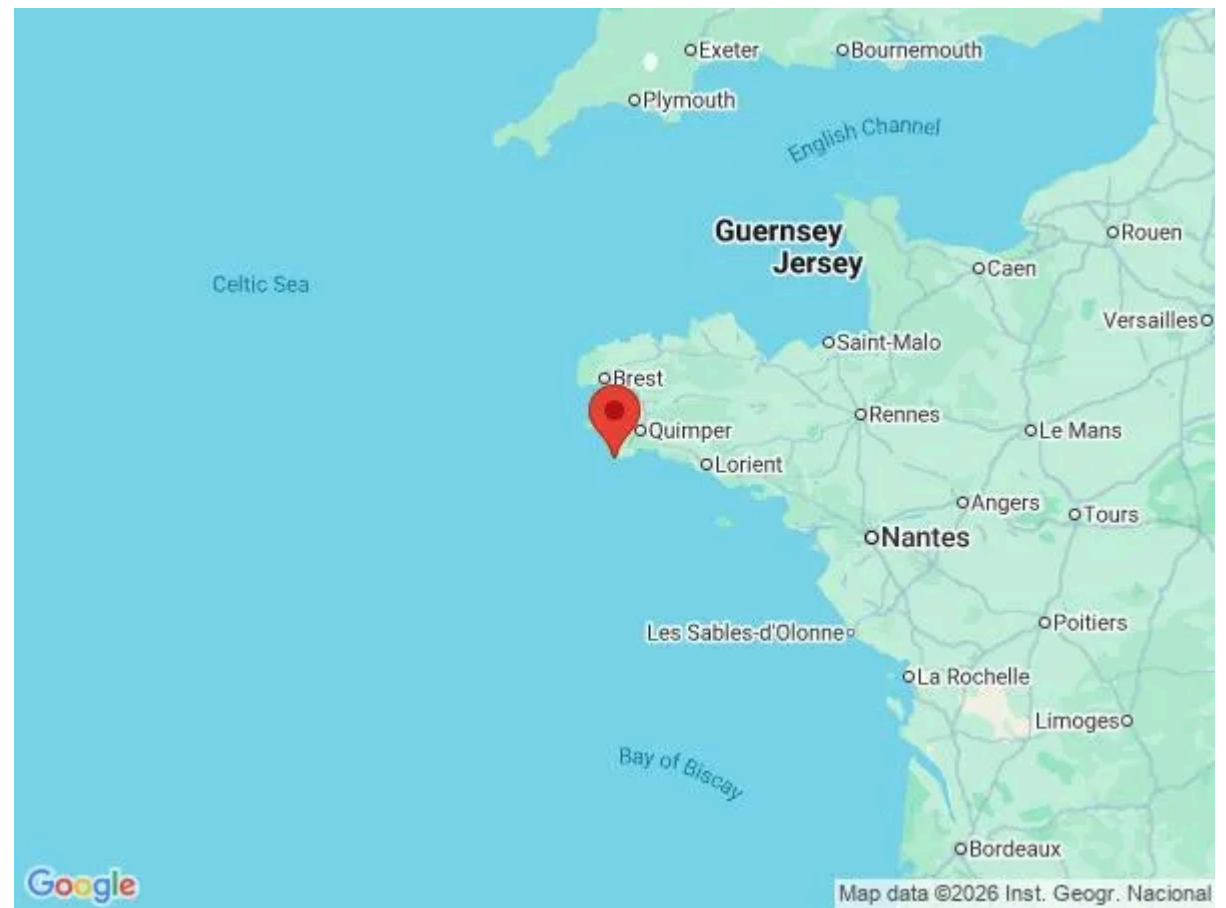 Exeter
Bournemouth
Plymouth
English Channel
Guernsey
Jersey
Rouen
Caen
Celtic Sea
Versailles
Saint-Malo
Brest
Rennes
Quimper
Le Mans
Lorient
Angers
Tours
Nantes
Les Sables-d'Olonne
Poitiers
La Rochelle
Limoges
Bay of Biscay
Bordeaux
Google
Map data ©2026 Inst. Geogr. Nacional